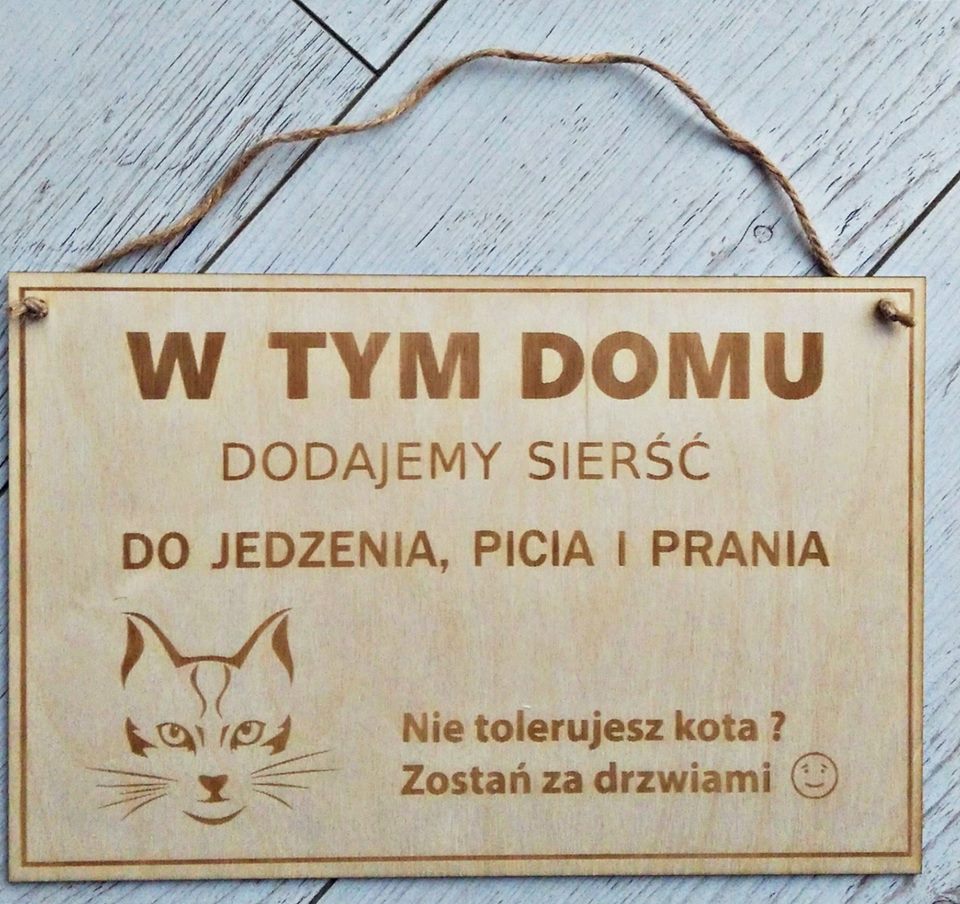 W TYM DOMU
DODAJEMY SIERŚĆ
DO JEDZENIA, PICIA I PRANIA
Nie tolerujesz kota ?
Zostań za drzwiami ☺